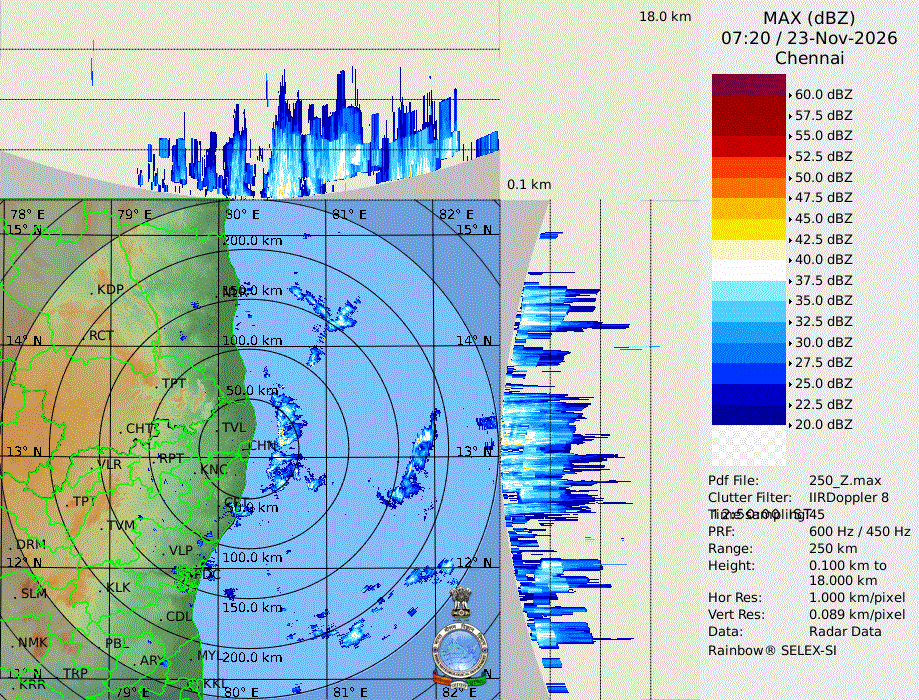 18.0 km
0.1 km
MAX (dBZ)
07:20 / 23-Nov-2026
Chennai
60.0 dBZ
57.5 dBZ
55.0 dBZ
52.5 dBZ
50.0 dBZ
47.5 dBZ
45.0 dBZ
42.5 dBZ
40.0 dBZ
37.5 dBZ
35.0 dBZ
32.5 dBZ
30.0 dBZ
27.5 dBZ
25.0 dBZ
22.5 dBZ
20.0 dBZ
Pdf File: 250_Z.max
Clutter Filter: IIRDoppler 8
Time sampling: 45
PRF: 600 Hz / 450 Hz
Range: 250 km
Height: 0.100 km to
18.000 km
Hor Res: 1.000 km/pixel
Vert Res: 0.089 km/pixel
Data: Radar Data
Rainbow® SELEX-SI
78° E 79° E 80° E 81° E 82° E
15° N 15° N
200.0 km
KDP
150.0 km
RCT
14° N 100.0 km 14° N
TPT
50.0 km
CHT TVL
CHN
13° N 13° N
VLR RPT KNC
TPT
50.0 km
TVM
DRM VLP
100.0 km
12° N 12° N
PDC
SLM KLK
150.0 km
CDL
NMK PBL
ARY MYL 200.0 km
TRP
11° N 11° N
KRR KKL
79° E 80° E 81° E 82° E